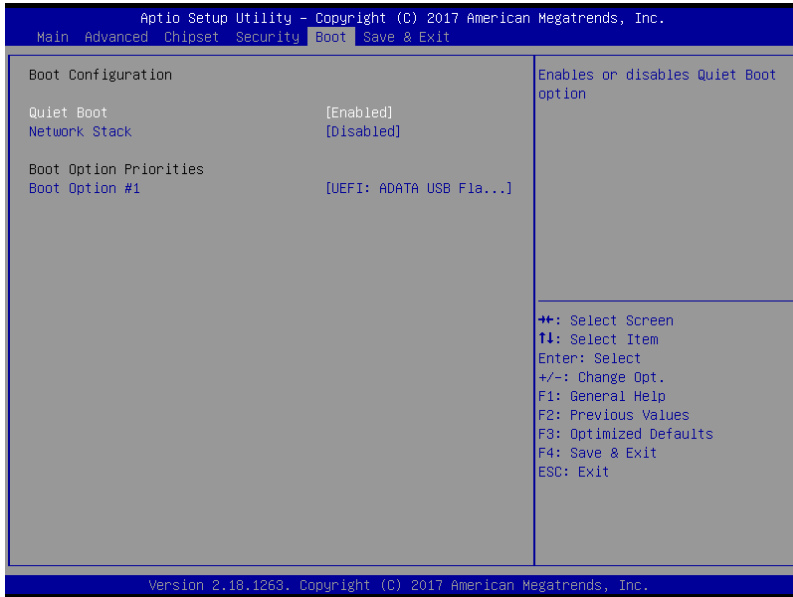 Aptio Setup Utility – Copyright (C) 2017 American Megatrends, Inc.
Main Advanced Chipset Security Boot Save & Exit
Boot Configuration
Quiet Boot [Enabled]
Network Stack [Disabled]
Boot Option Priorities
Boot Option #1 [UEFI: ADATA USB Fla...]
Enables or disables Quiet Boot
option
→←: Select Screen
↑↓: Select Item
Enter: Select
+/-: Change Opt.
F1: General Help
F2: Previous Values
F3: Optimized Defaults
F4: Save & Exit
ESC: Exit
Version 2.18.1263. Copyright (C) 2017 American Megatrends, Inc.